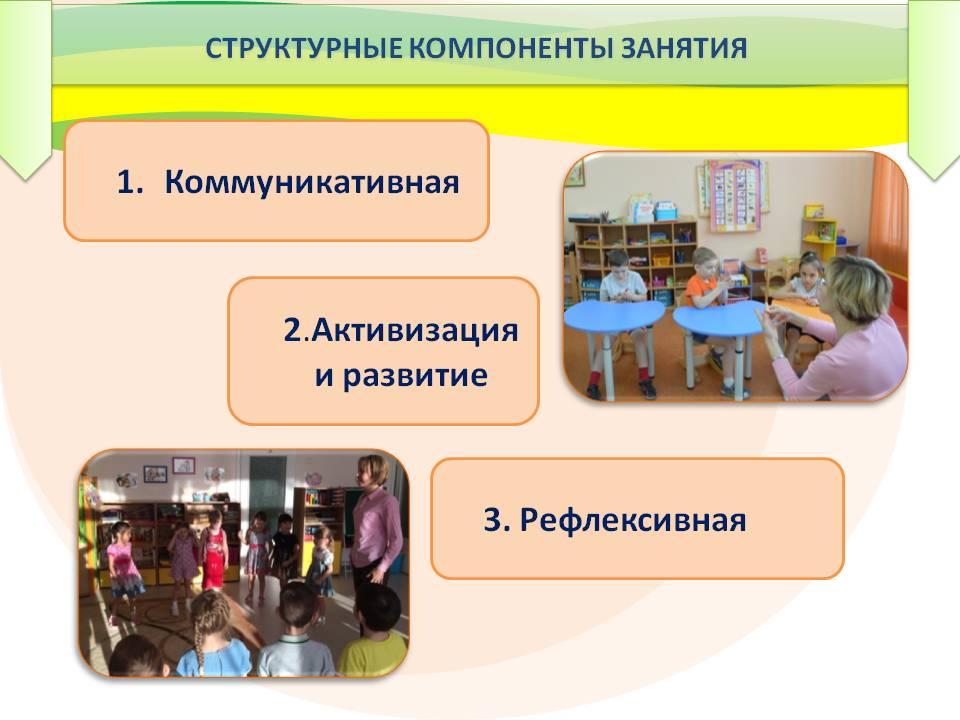 СТРУКТУРНЫЕ КОМПОНЕНТЫ ЗАНЯТИЯ
1. Коммуникативная
2.Активизация
и развитие
3. Рефлексивная